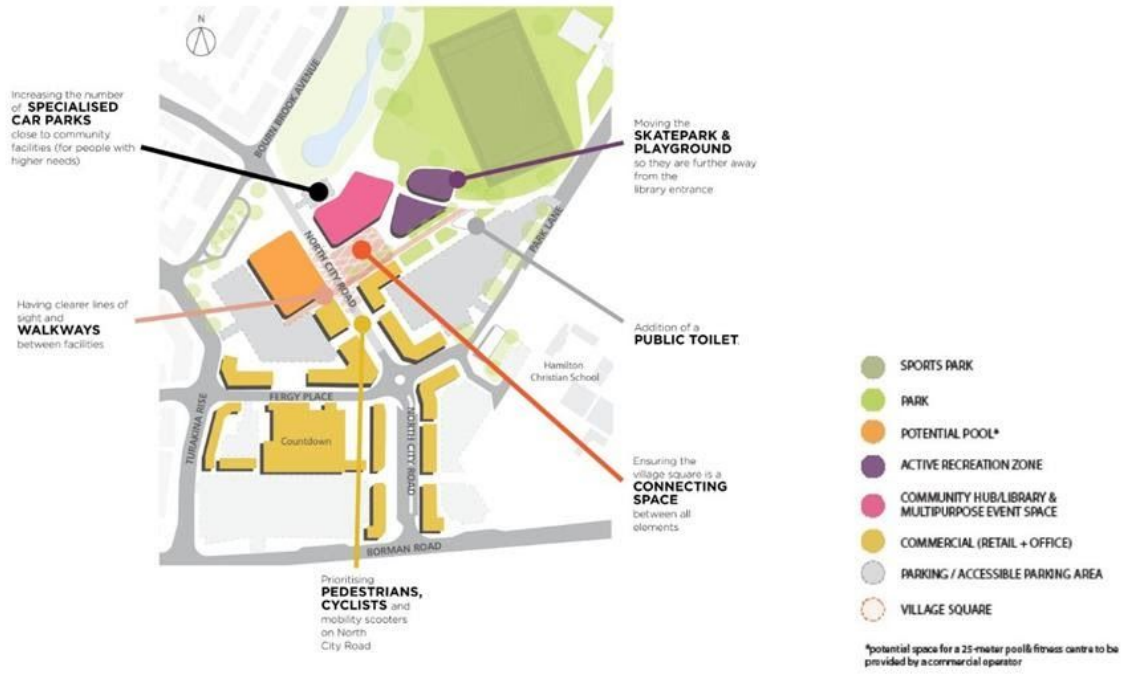 N
BOURN BROOK AVENUE
Increasing the number
of SPECIALISED
CAR PARKS
close to community
facilities (for people with
higher needs)
Moving the
SKATEPARK &
PLAYGROUND
so they are further away
from the
library entrance
PARK LANE
NORTH CITY ROAD
Having clearer lines of
sight and
WALKWAYS
between facilities
Addition of a
PUBLIC TOILET.
Hamilton
Christian School
FERGY PLACE
TURAKINA RISE
Countdown
NORTH CITY ROAD
BORMAN ROAD
Ensuring the
village square is a
CONNECTING
SPACE
between all
elements
Prioritising
PEDESTRIANS,
CYCLISTS and
mobility scooters
on North
City Road
SPORTS PARK
PARK
POTENTIAL POOL*
ACTIVE RECREATION ZONE
COMMUNITY HUB/LIBRARY &
MULTIPURPOSE EVENT SPACE
COMMERCIAL (RETAIL + OFFICE)
PARKING / ACCESSIBLE PARKING AREA
VILLAGE SQUARE
*potential space for a 25-meter pool& fitness centre to be
provided by a commercial operator